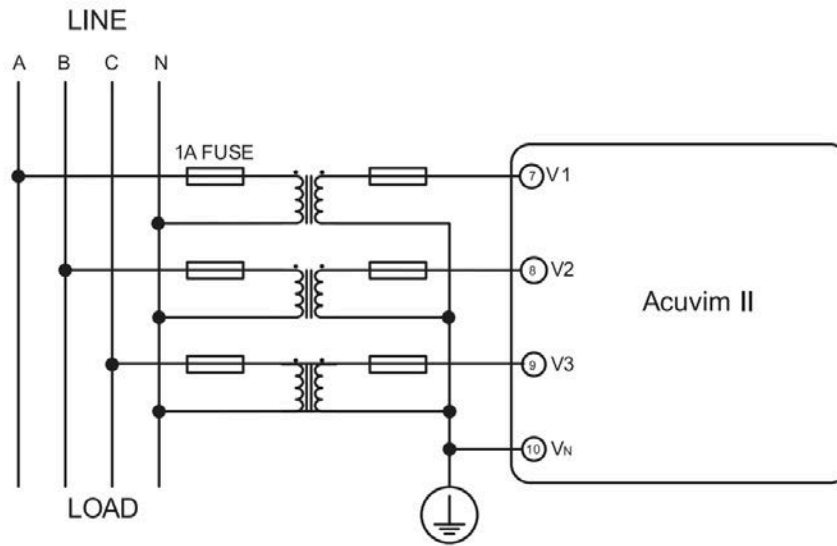 LINE
A B C N
1A FUSE
7 V1
8 V2
Acuvim II
9 V3
10 VN
LOAD